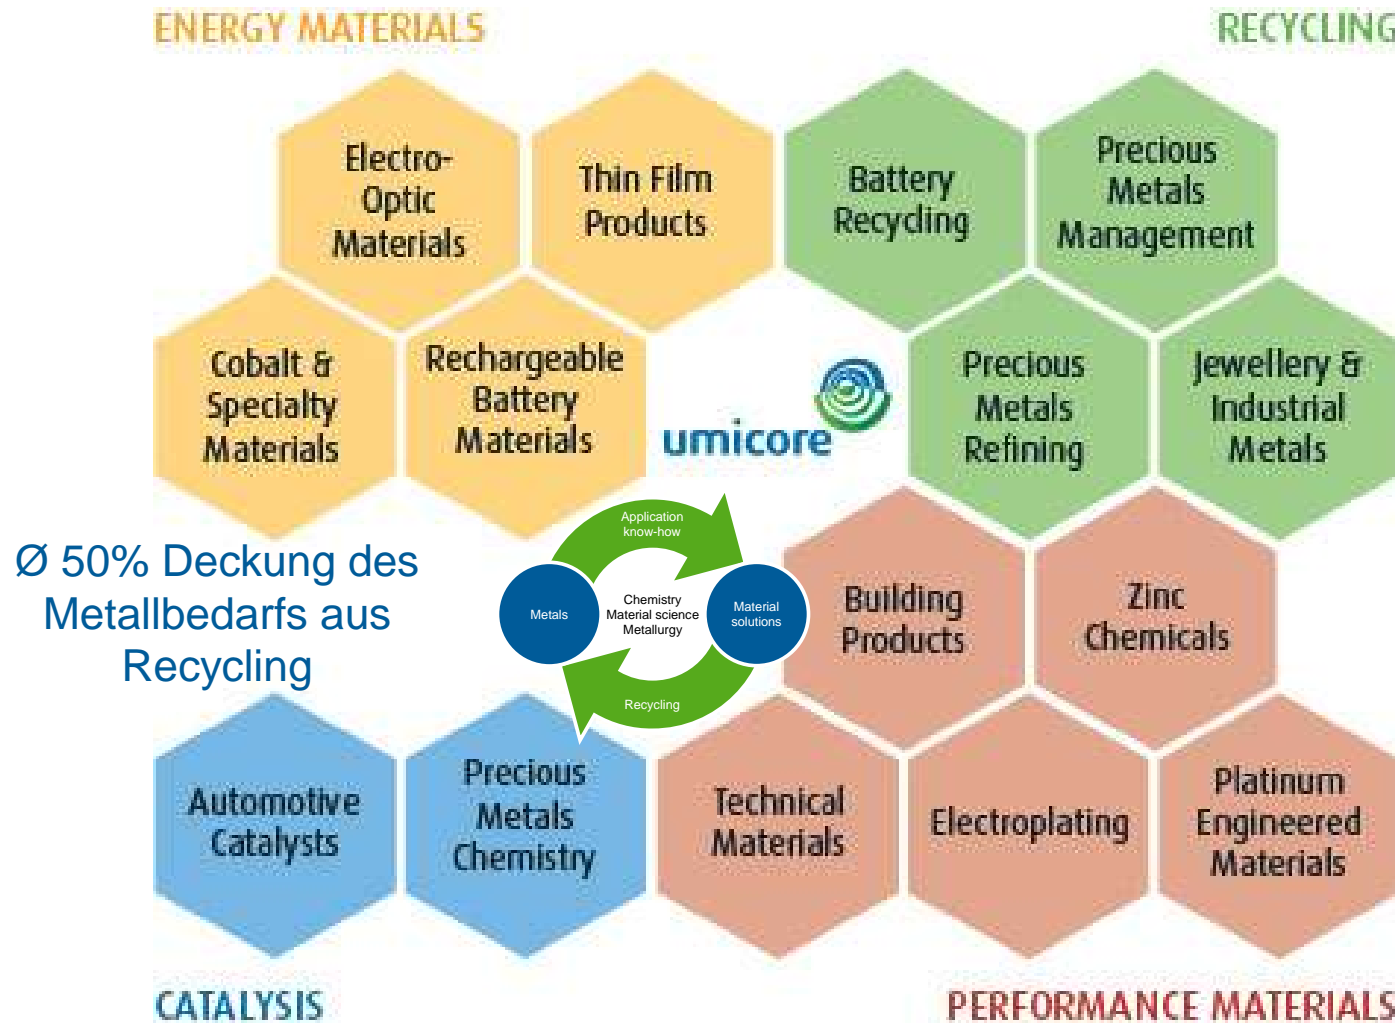 ENERGY MATERIALS
RECYCLING
Electro-
Optic
Materials
Thin Film
Products
Battery
Recycling
Precious
Metals
Management
Cobalt &
Specialty
Materials
Rechargeable
Battery
Materials
umicore
Precious
Metals
Refining
Jewellery &
Industrial
Metals
Ø 50% Deckung des
Metallbedarfs aus
Recycling
Application
know-how
Metals
Chemistry
Material science
Metallurgy
Material
solutions
Recycling
Building
Products
Zinc
Chemicals
Automotive
Catalysts
Precious
Metals
Chemistry
Technical
Materials
Electroplating
Platinum
Engineered
Materials
CATALYSIS
PERFORMANCE MATERIALS